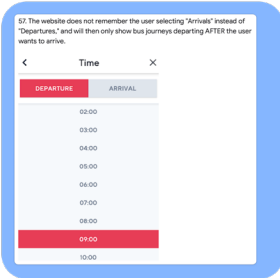 57. The website does not remember the user selecting "Arrivals" instead of
"Departures," and will then only show bus journeys departing AFTER the user
wants to arrive.
Time
DEPARTURE ARRIVAL
02:00
03:00
04:00
05:00
06:00
07:00
08:00
09:00
10:00